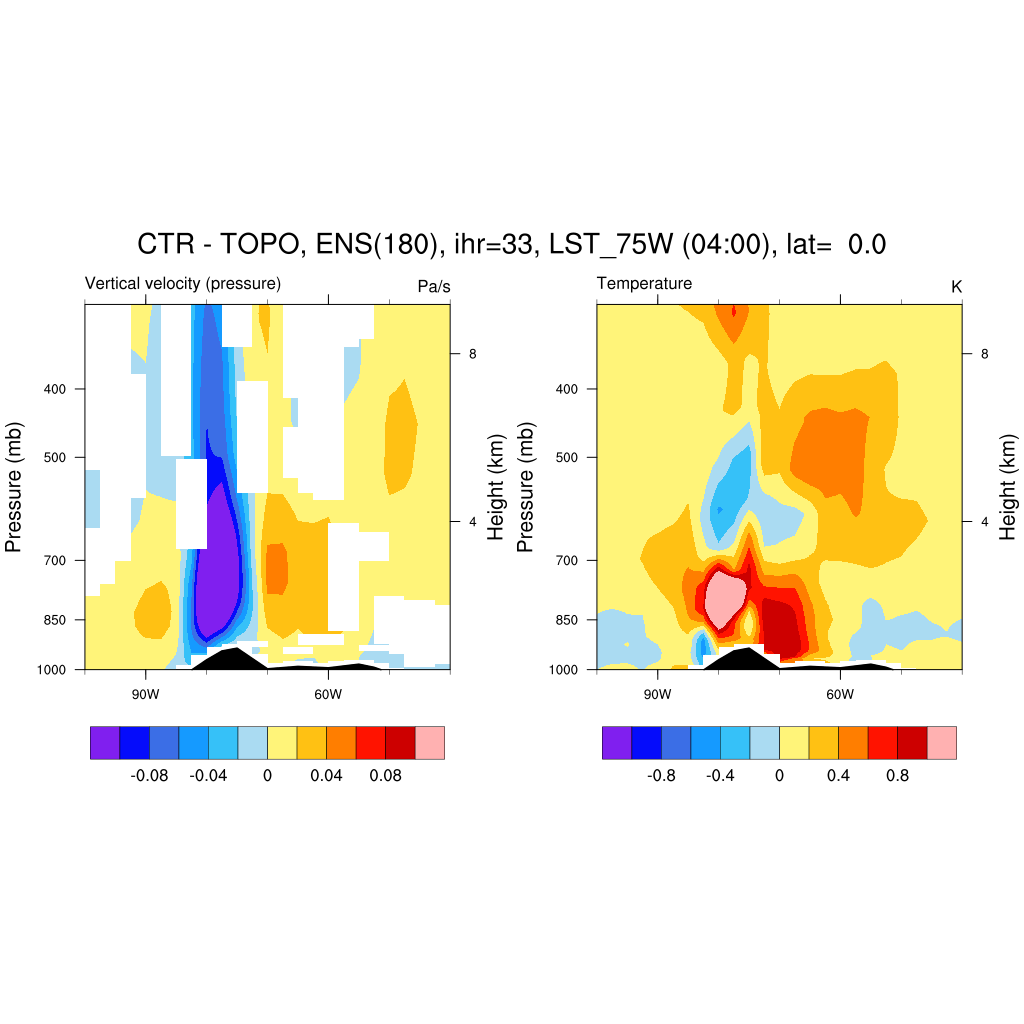 CTR - TOPO, ENS(180), ihr=33, LST_75W (04:00), lat= 0.0
Vertical velocity (pressure) Pa/s
Pressure (mb)
400
500
700
850
1000
8
4
Height (km)
90W 60W
-0.08 -0.04 0 0.04 0.08
Temperature K
Pressure (mb)
400
500
700
850
1000
8
4
Height (km)
90W 60W
-0.8 -0.4 0 0.4 0.8